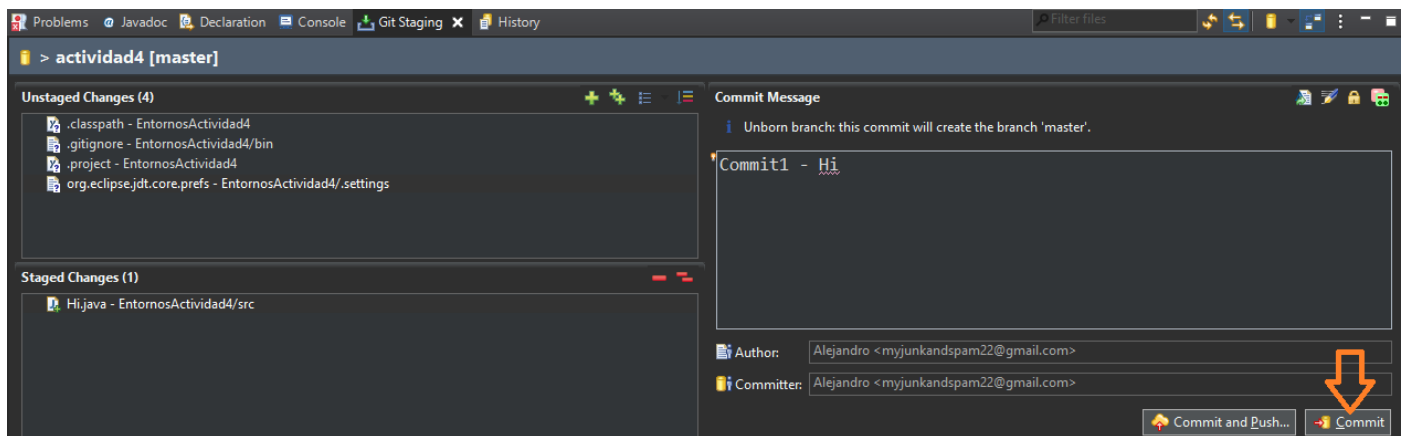 Problems @ Javadoc Declaration Console Git Staging History Filter files
> actividad4 [master]
Unstaged Changes (4)
.classpath - EntornosActividad4
.gitignore - EntornosActividad4/bin
.project - EntornosActividad4
org.eclipse.jdt.core.prefs - EntornosActividad4/.settings
Staged Changes (1)
Hi.java - EntornosActividad4/src
Commit Message
Unborn branch: this commit will create the branch 'master'.
Commit1 - Hi
Author: Alejandro <myjunkandspam22@gmail.com>
Committer: Alejandro <myjunkandspam22@gmail.com>
Commit and Push... Commit